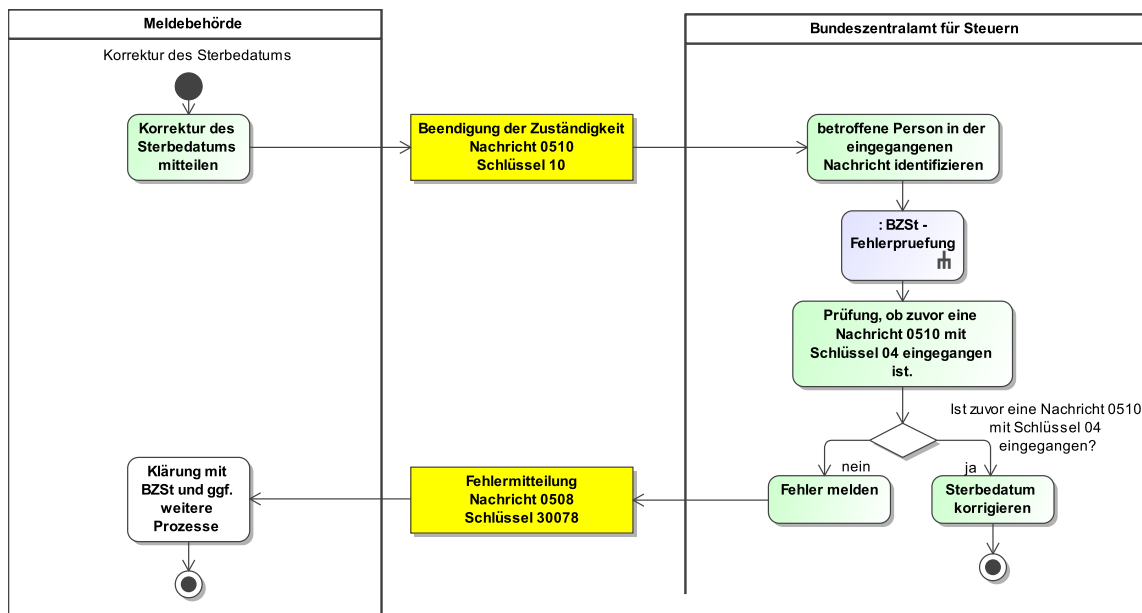 Meldebehörde
Bundeszentralamt für Steuern
Korrektur des Sterbedatums
Korrektur des
Sterbedatums
mitteilen
Beendigung der Zuständigkeit
Nachricht 0510
Schlüssel 10
betroffene Person in der
eingegangenen
Nachricht identifizieren
: BZSt -
Fehlerpruefung
Prüfung, ob zuvor eine
Nachricht 0510 mit
Schlüssel 04 eingegangen
ist.
Ist zuvor eine Nachricht 0510
mit Schlüssel 04
eingegangen?
nein
ja
Fehler melden
Sterbedatum
korrigieren
Fehlermitteilung
Nachricht 0508
Schlüssel 30078
Klärung mit
BZSt und ggf.
weitere
Prozesse